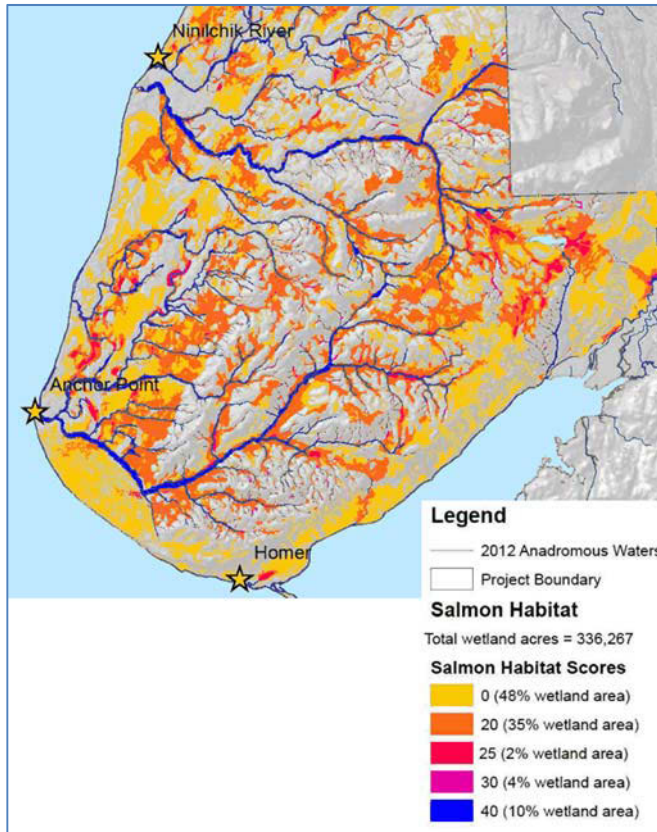 Ninilchik River
Anchor Point
Homer
Legend
2012 Anadromous Waters
Project Boundary
Salmon Habitat
Total wetland acres = 336,267
Salmon Habitat Scores
0 (48% wetland area)
20 (35% wetland area)
25 (2% wetland area)
30 (4% wetland area)
40 (10% wetland area)